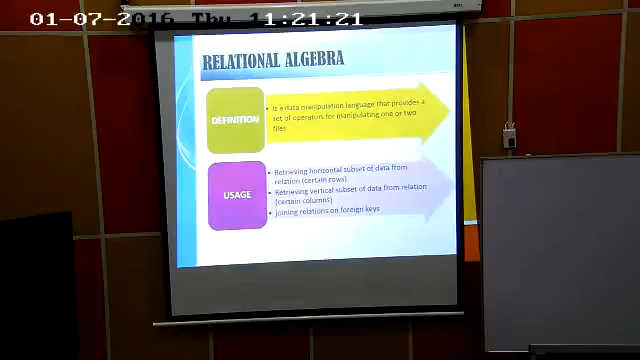 01-07-2016 Thu 11:21:21
RELATIONAL ALGEBRA
DEFINITION
• Is a data manipulation language that provides a
set of operators for manipulating one or two
files
USAGE
• Retrieving horizontal subset of data from
relation (certain rows)
• Retrieving vertical subset of data from relation
(certain columns)
• Joining relations on foreign keys